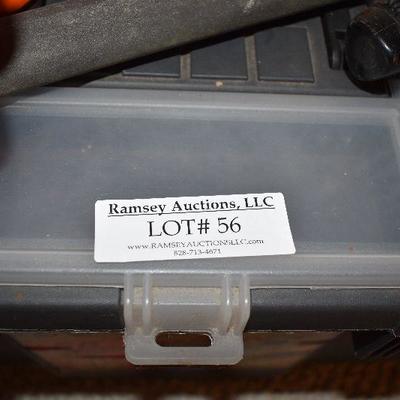 Ramsey Auctions, LLC
LOT# 56
www.RAMSEYAUCTIONSLLC.com
828-713-4671